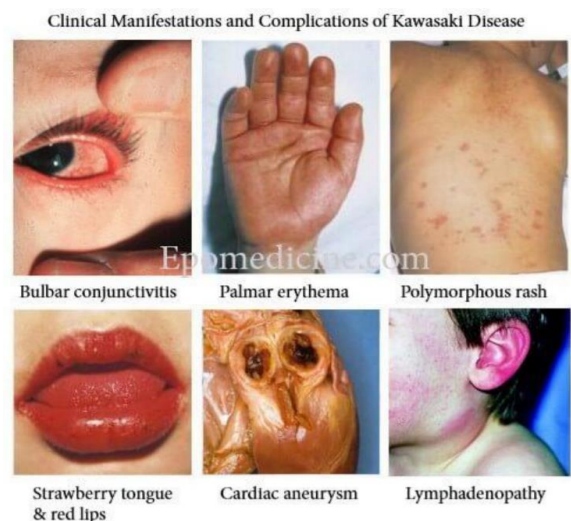 Clinical Manifestations and Complications of Kawasaki Disease
Epomedicine.com
Bulbar conjunctivitis
Palmar erythema
Polymorphous rash
Strawberry tongue
& red lips
Cardiac aneurysm
Lymphadenopathy